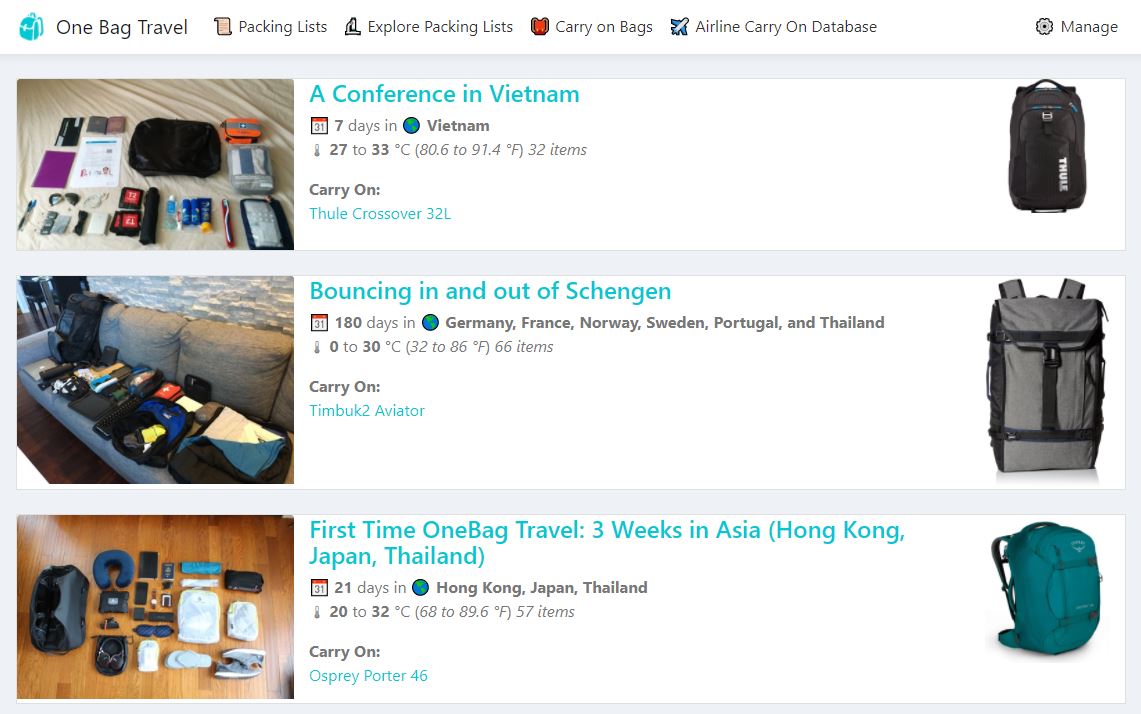 One Bag Travel
Packing Lists
Explore Packing Lists
Carry on Bags
Airline Carry On Database
Manage
A Conference in Vietnam
31 7 days in Vietnam
27 to 33 °C (80.6 to 91.4 °F) 32 items
Carry On:
Thule Crossover 32L
THULE
Bouncing in and out of Schengen
31 180 days in Germany, France, Norway, Sweden, Portugal, and Thailand
0 to 30 °C (32 to 86 °F) 66 items
Carry On:
Timbuk2 Aviator
First Time OneBag Travel: 3 Weeks in Asia (Hong Kong,
Japan, Thailand)
31 21 days in Hong Kong, Japan, Thailand
20 to 32 °C (68 to 89.6 °F) 57 items
Carry On:
Osprey Porter 46